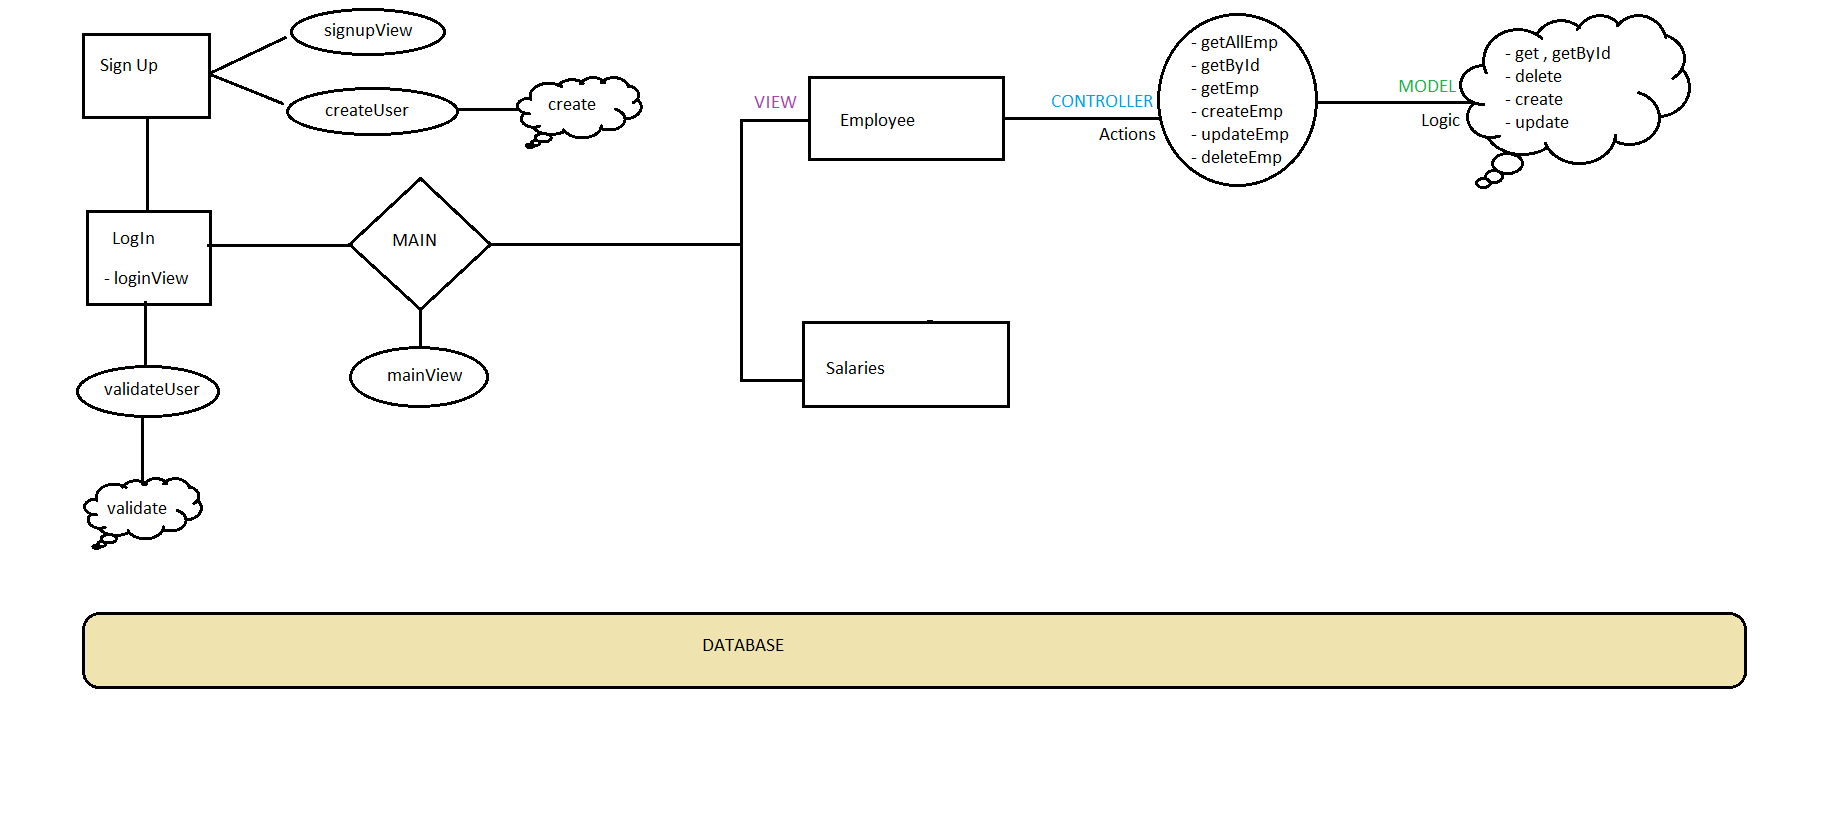 signupView
Sign Up
createUser
create
LogIn
- loginView
MAIN
validateUser
mainView
validate
VIEW
Employee
CONTROLLER
Actions
- getAllEmp
- getById
- getEmp
- createEmp
- updateEmp
- deleteEmp
MODEL
Logic
- get , getById
- delete
- create
- update
Salaries
DATABASE